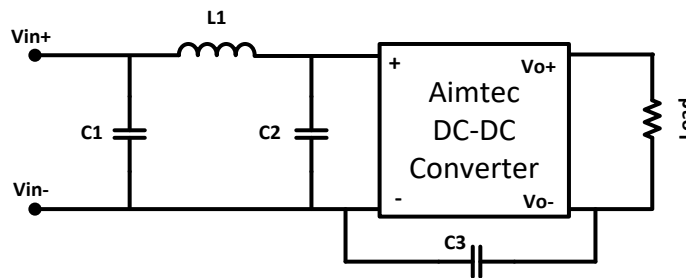 L1
Vin+
+
Vo+
Aimtec
DC-DC
Converter
C1
C2
Load
Vin-
-
Vo-
C3